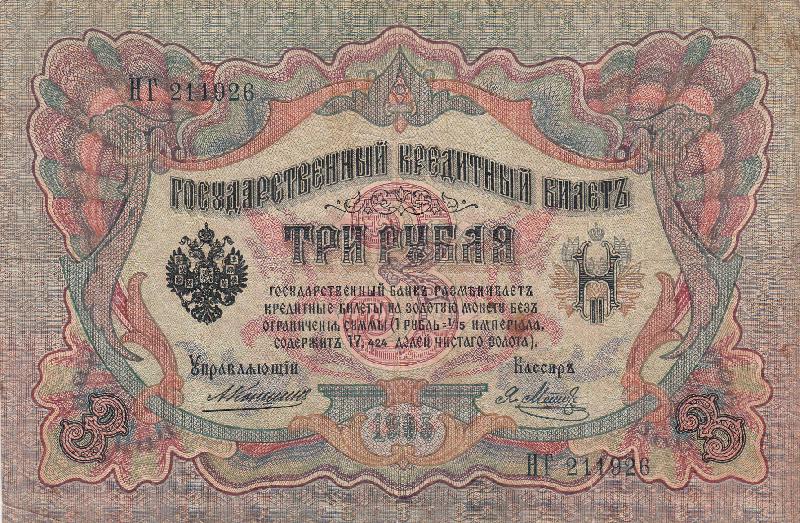 НГ 211926
ГОСУДАРСТВЕННЫЙ КРЕДИТНЫЙ БИЛЕТЪ
ТРИ РУБЛЯ
ГОСУДАРСТВЕННЫЙ БАНКЪ РАЗМѢНИВАЕТЪ
КРЕДИТНЫЕ БИЛЕТЫ НА ЗОЛОТУЮ МОНЕТУ БЕЗЪ
ОГРАНИЧЕНІЯ СУММЫ (1 РУБЛЬ = 1/15 ИМПЕРІАЛА,
СОДЕРЖИТЪ 17,424 ДОЛЕЙ ЧИСТАГО ЗОЛОТА).
Управляющій Кассиръ
1905
3 3
НГ 211926